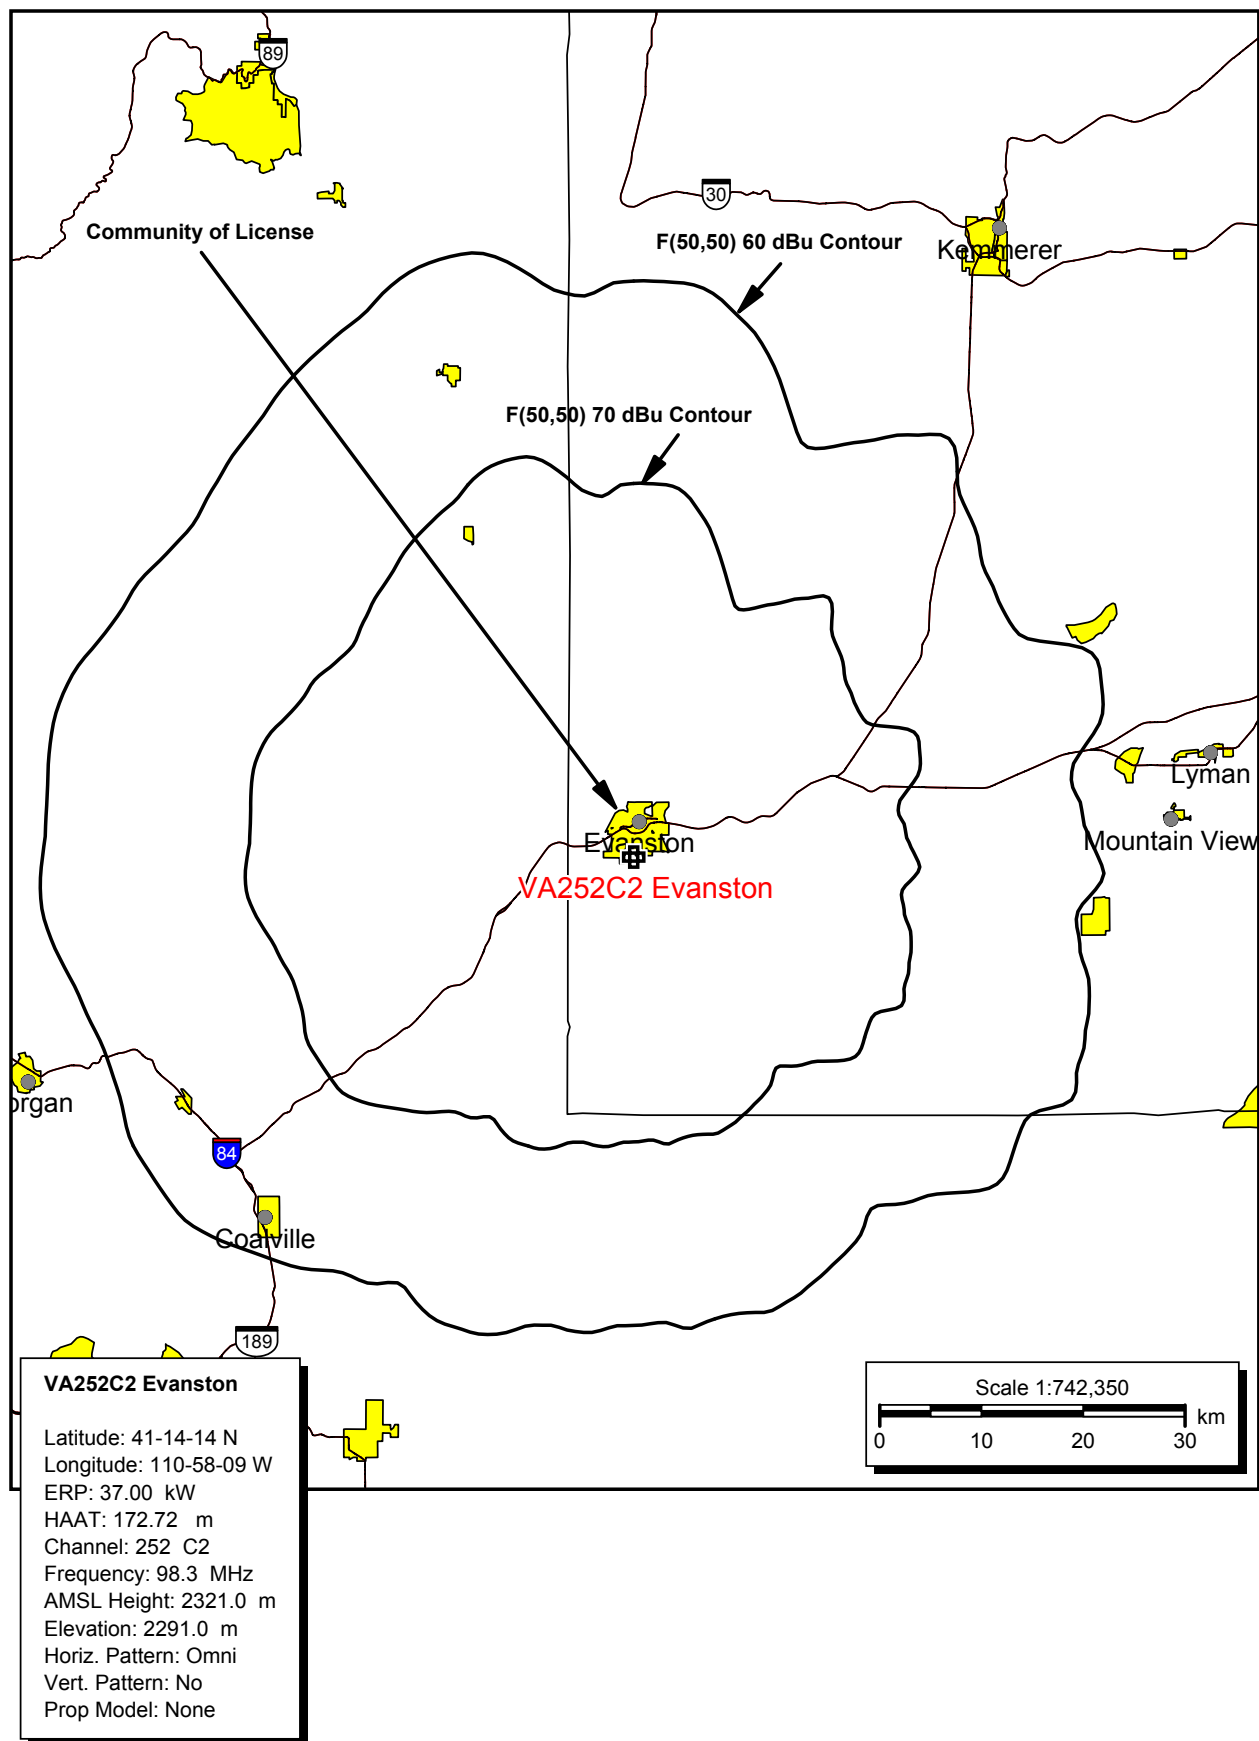 89
30
Community of License
F(50,50) 60 dBu Contour
Kemmerer
F(50,50) 70 dBu Contour
Lyman
Evanston
Mountain View
VA252C2 Evanston
organ
84
Coalville
189
VA252C2 Evanston
Latitude: 41-14-14 N
Longitude: 110-58-09 W
ERP: 37.00 kW
HAAT: 172.72 m
Channel: 252 C2
Frequency: 98.3 MHz
AMSL Height: 2321.0 m
Elevation: 2291.0 m
Horiz. Pattern: Omni
Vert. Pattern: No
Prop Model: None
Scale 1:742,350
km
0 10 20 30